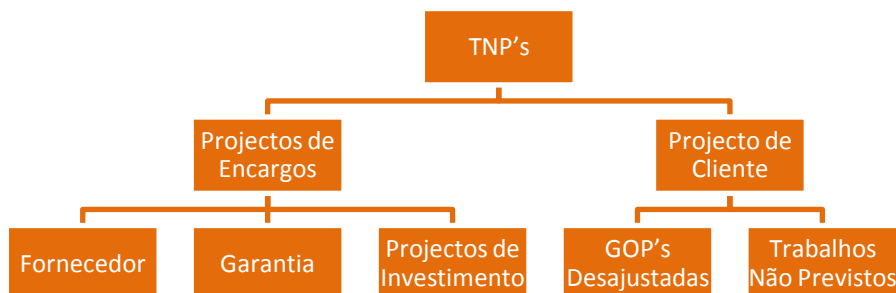 TNP’s
Projectos de
Encargos
Projecto de
Cliente
Fornecedor
Garantia
Projectos de
Investimento
GOP’s
Desajustadas
Trabalhos
Não Previstos